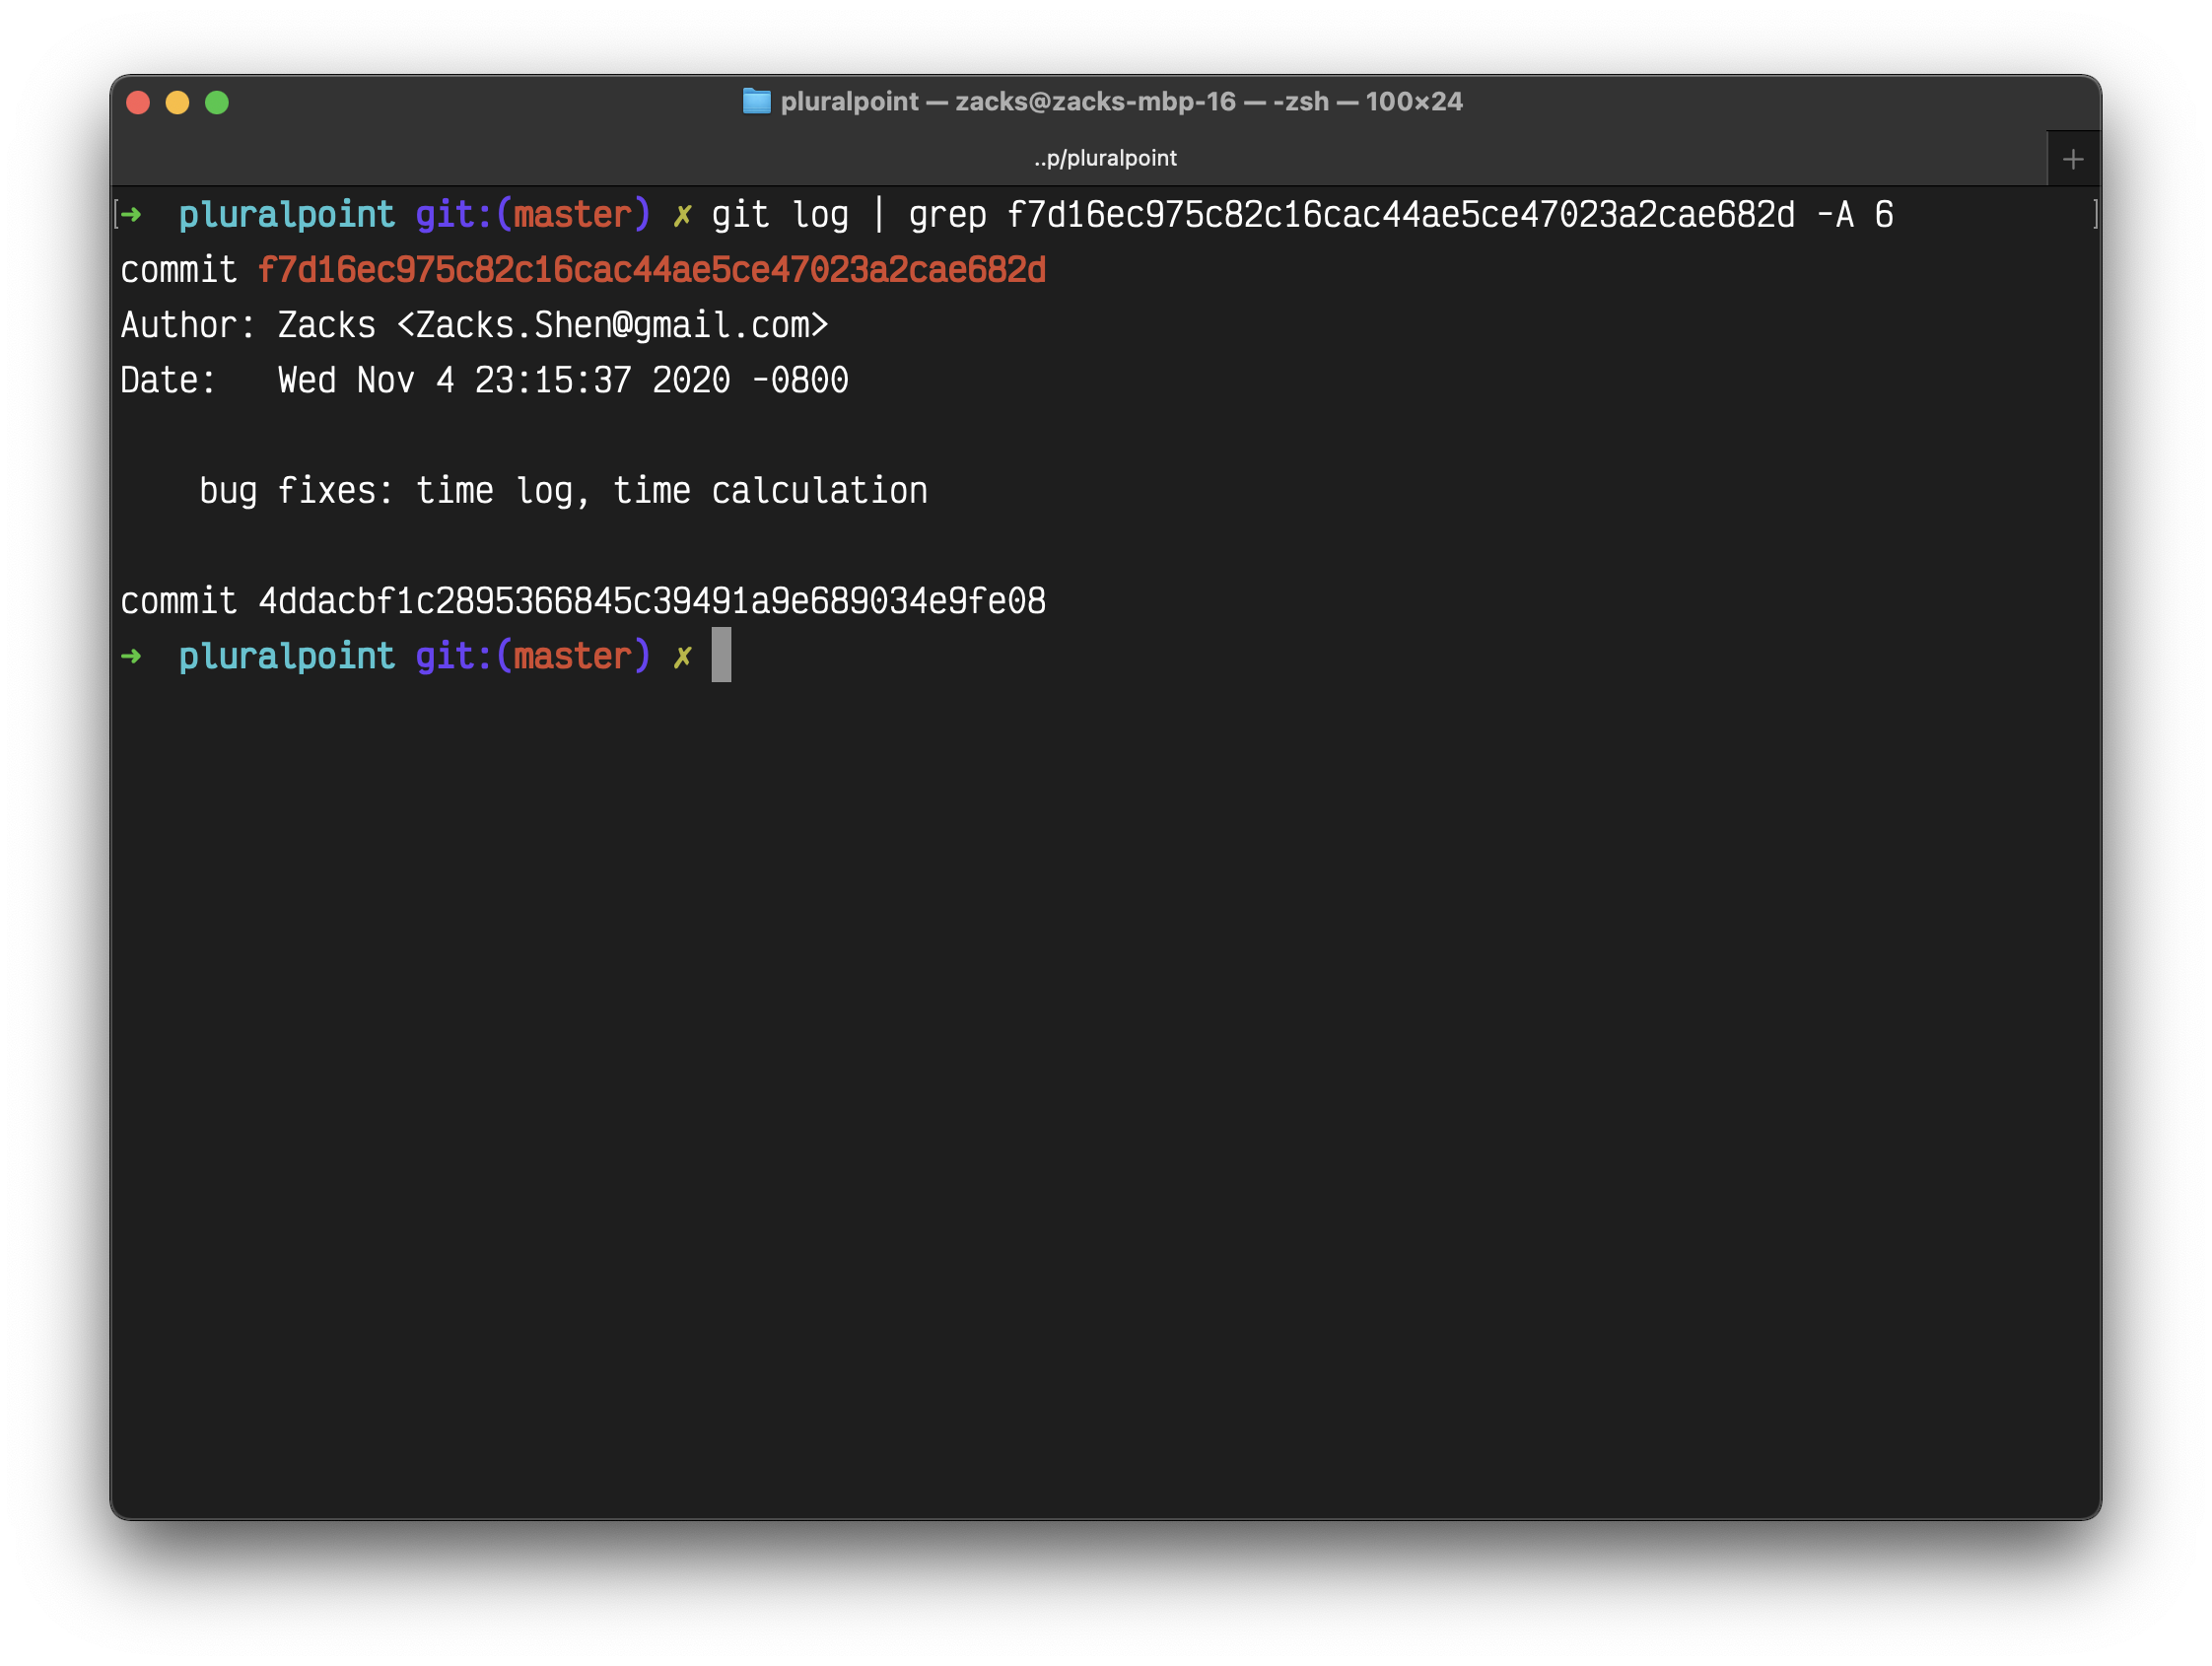 pluralpoint — zacks@zacks-mbp-16 — -zsh — 100×24
..p/pluralpoint
[➜  pluralpoint git:(master) ✗ git log | grep f7d16ec975c82c16cac44ae5ce47023a2cae682d -A 6 ]
commit f7d16ec975c82c16cac44ae5ce47023a2cae682d
Author: Zacks <Zacks.Shen@gmail.com>
Date:   Wed Nov 4 23:15:37 2020 -0800
    bug fixes: time log, time calculation
commit 4ddacbf1c2895366845c39491a9e689034e9fe08
➜  pluralpoint git:(master) ✗